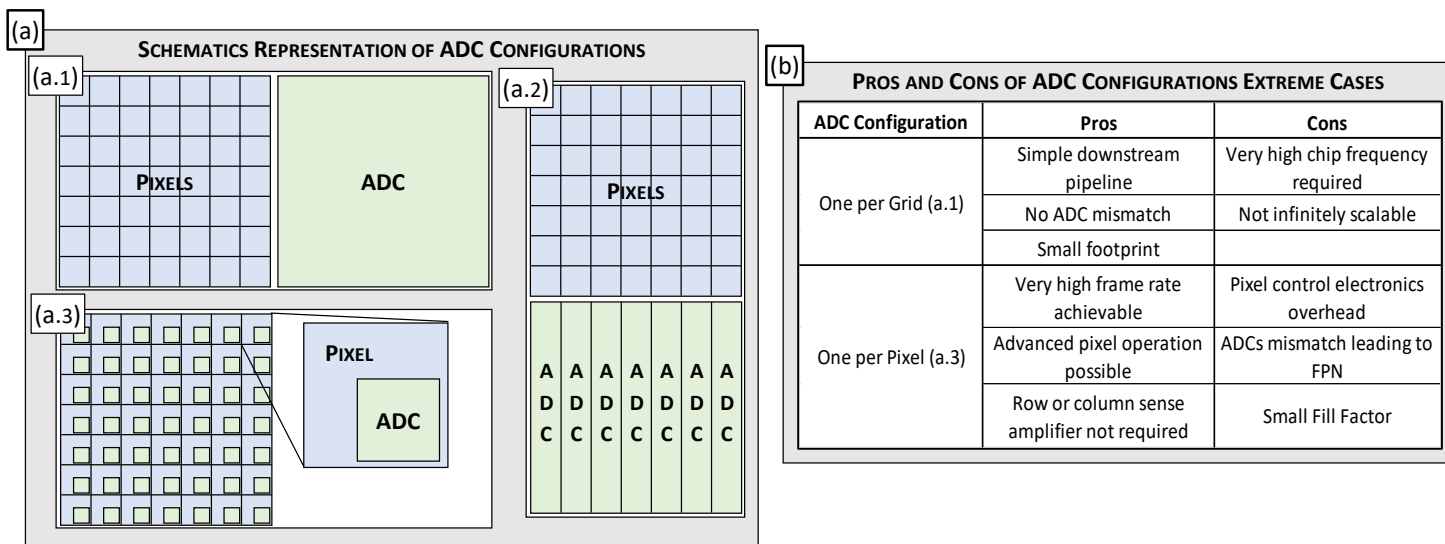 (a)
SCHEMATICS REPRESENTATION OF ADC CONFIGURATIONS
(a.1)
PIXELS
ADC
(a.2)
PIXELS
A A A A A A A
D D D D D D D
C C C C C C C
(a.3)
PIXEL
ADC
(b)
PROS AND CONS OF ADC CONFIGURATIONS EXTREME CASES
ADC Configuration Pros Cons
One per Grid (a.1)
Simple downstream
pipeline
Very high chip frequency
required
No ADC mismatch
Not infinitely scalable
Small footprint
One per Pixel (a.3)
Very high frame rate
achievable
Pixel control electronics
overhead
Advanced pixel operation
possible
ADCs mismatch leading to
FPN
Row or column sense
amplifier not required
Small Fill Factor